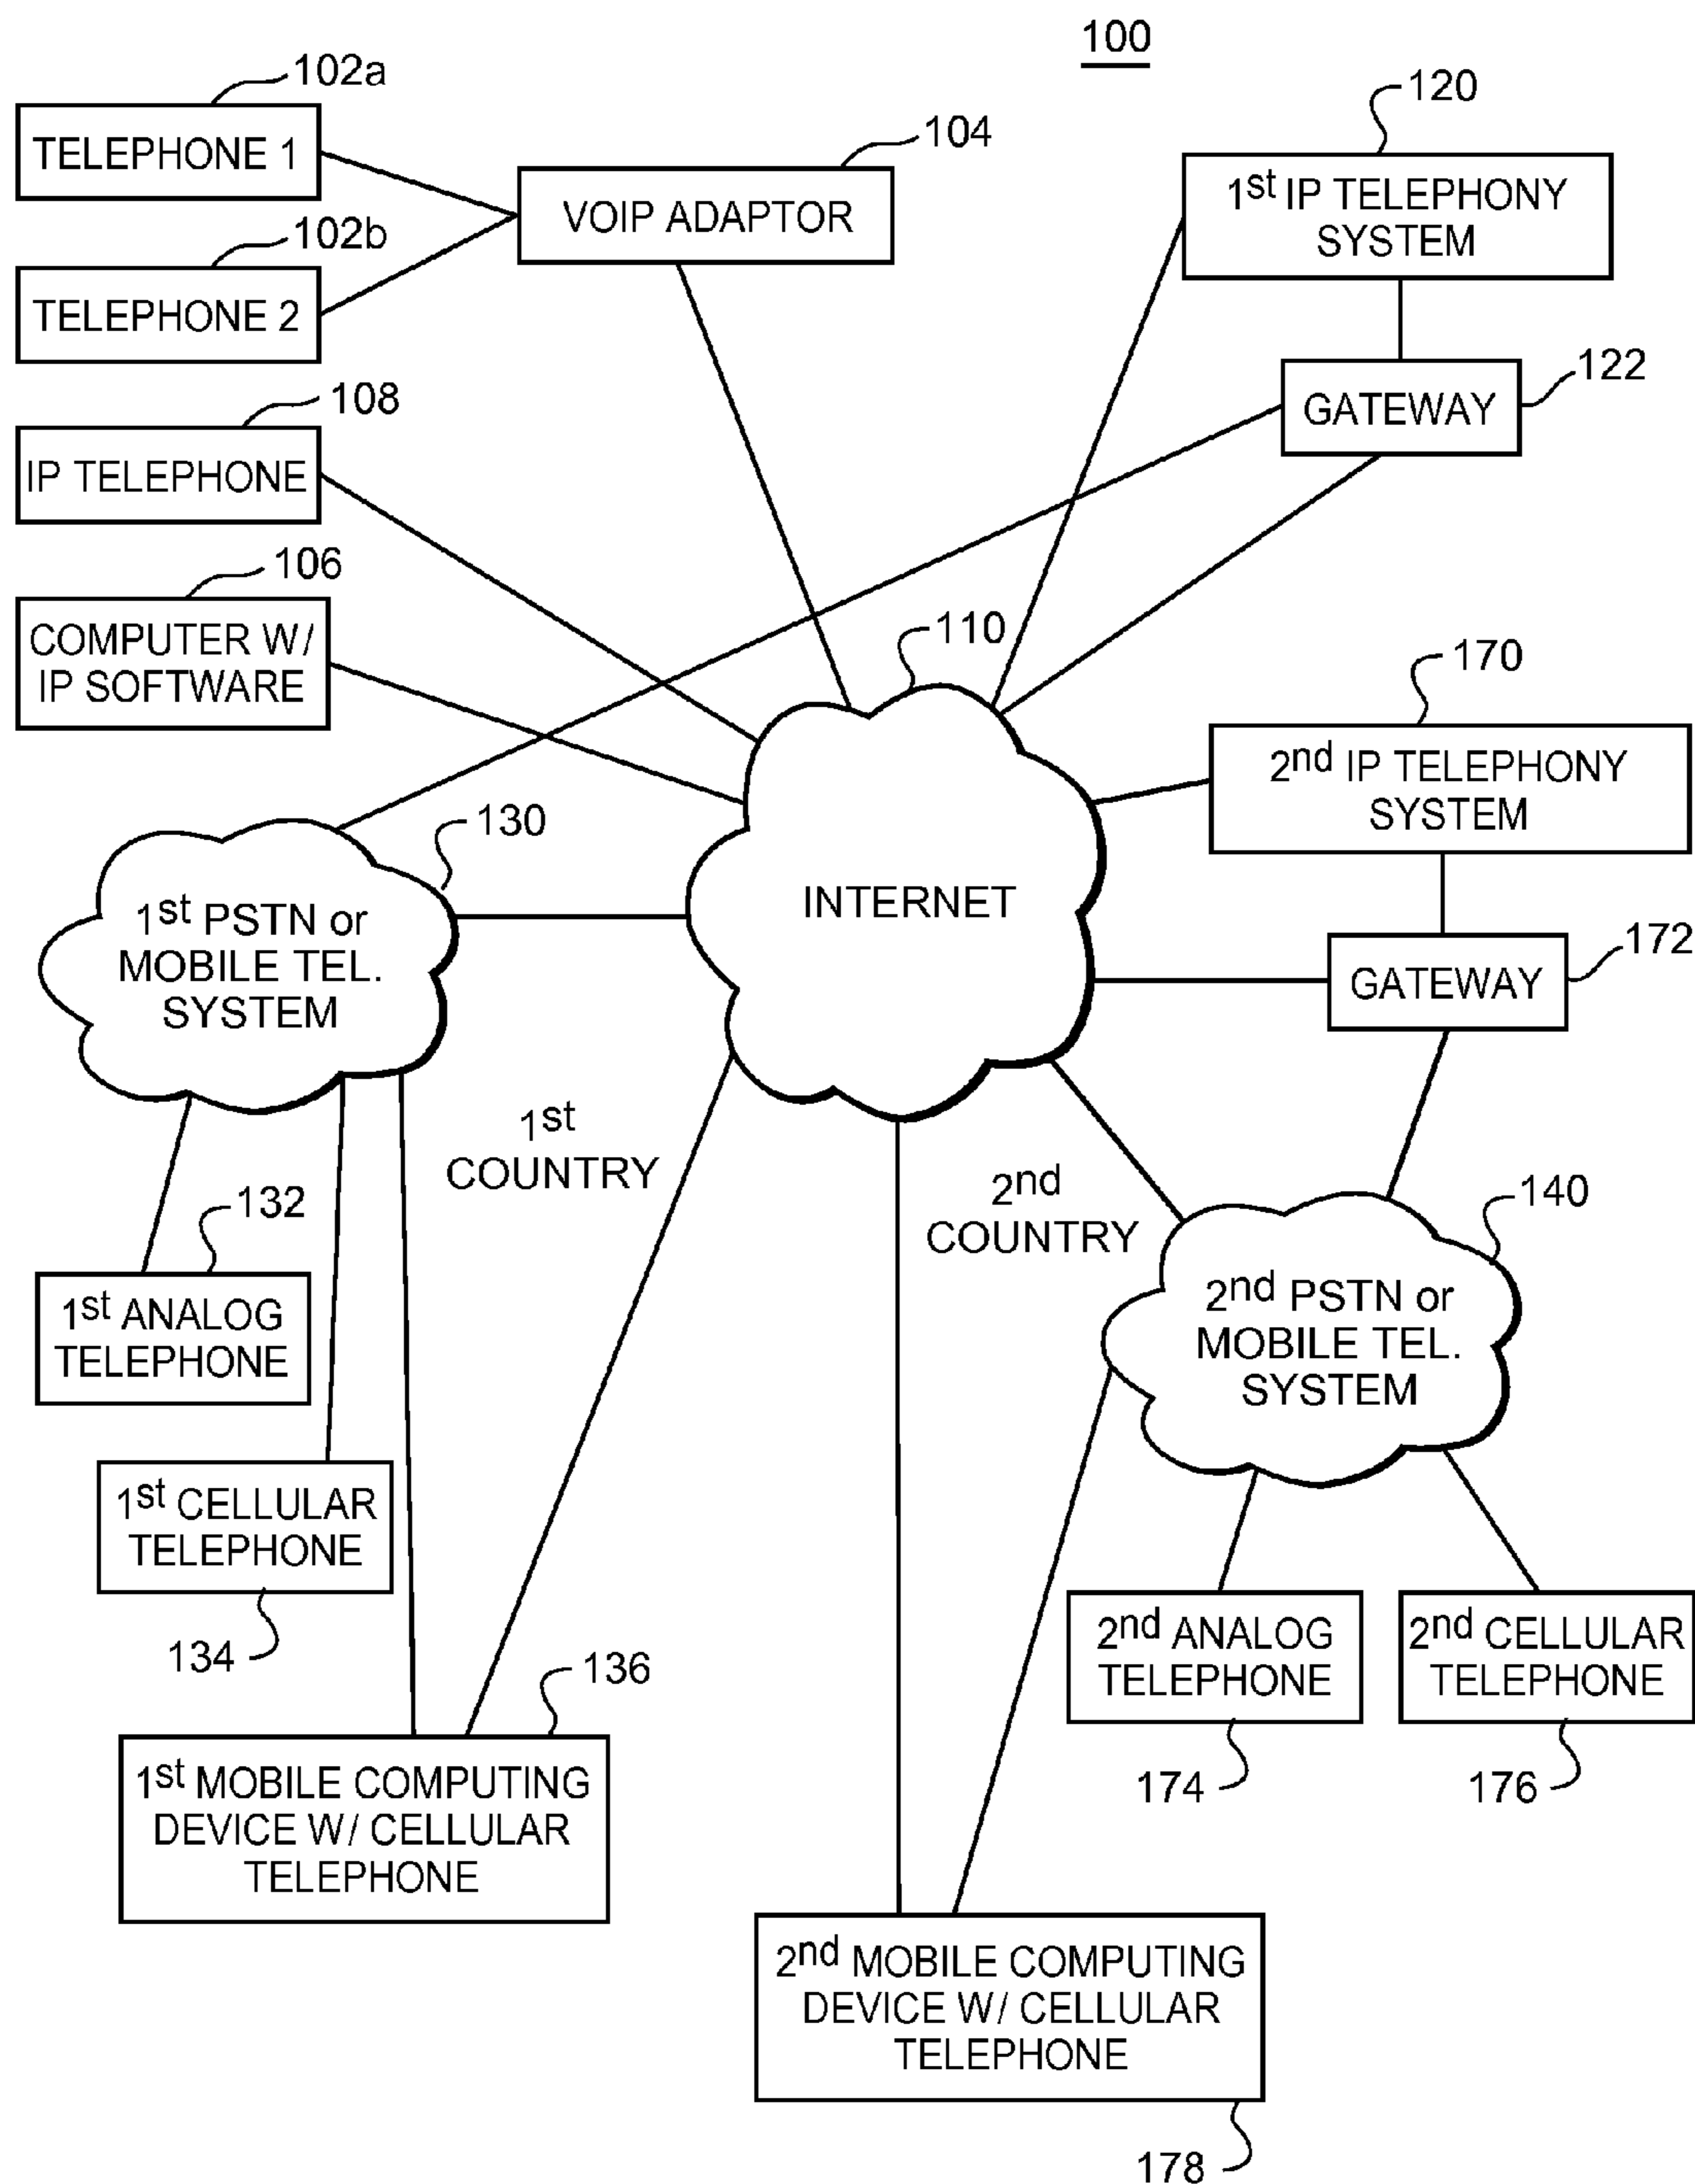 100
102a
TELEPHONE 1
102b
TELEPHONE 2
104
VOIP ADAPTOR
120
1st IP TELEPHONY
SYSTEM
122
GATEWAY
108
IP TELEPHONE
106
COMPUTER W/
IP SOFTWARE
110
INTERNET
170
2nd IP TELEPHONY
SYSTEM
172
GATEWAY
130
1st PSTN or
MOBILE TEL.
SYSTEM
1st
COUNTRY
2nd
COUNTRY
140
2nd PSTN or
MOBILE TEL.
SYSTEM
132
1st ANALOG
TELEPHONE
1st CELLULAR
TELEPHONE
134
136
1st MOBILE COMPUTING
DEVICE W/ CELLULAR
TELEPHONE
2nd ANALOG
TELEPHONE
174
2nd CELLULAR
TELEPHONE
176
2nd MOBILE COMPUTING
DEVICE W/ CELLULAR
TELEPHONE
178